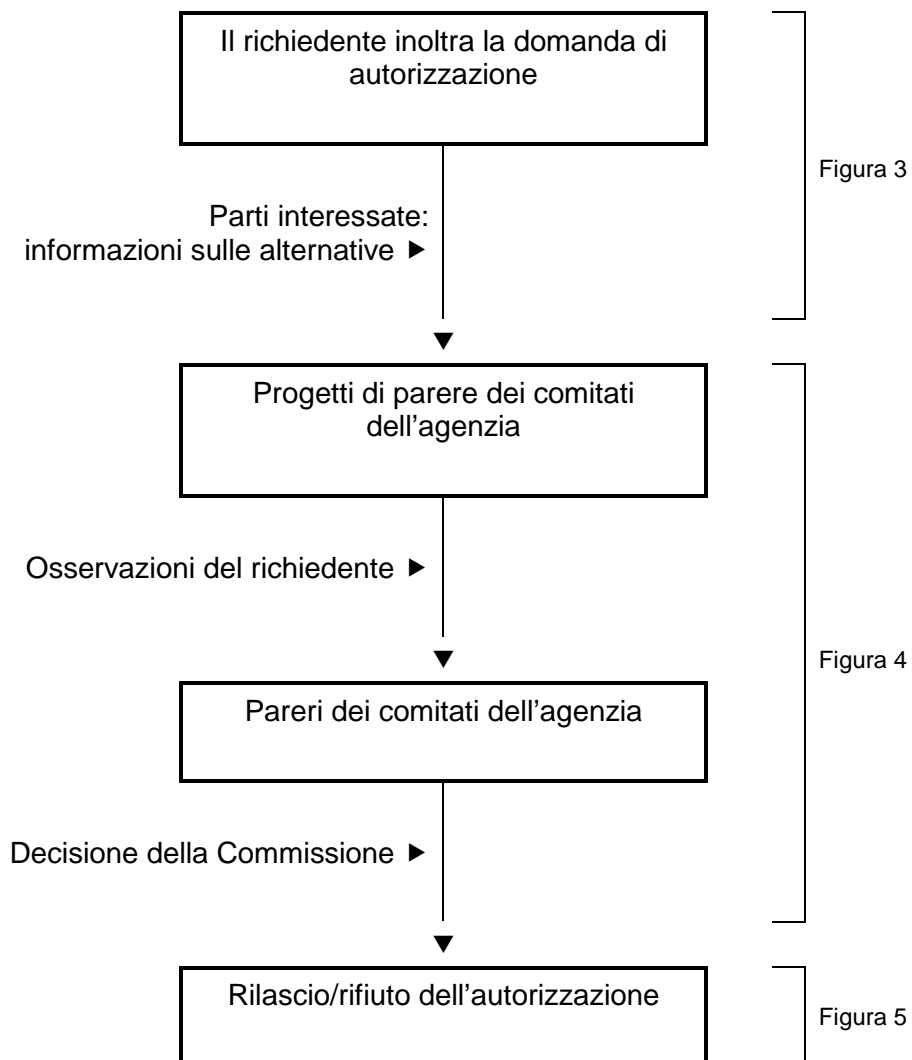 Il richiedente inoltra la domanda di
autorizzazione
Figura 3
Parti interessate:
informazioni sulle alternative ►
Progetti di parere dei comitati
dell'agenzia
Osservazioni del richiedente ►
Figura 4
Pareri dei comitati dell'agenzia
Decisione della Commissione ►
Rilascio/rifiuto dell'autorizzazione
Figura 5